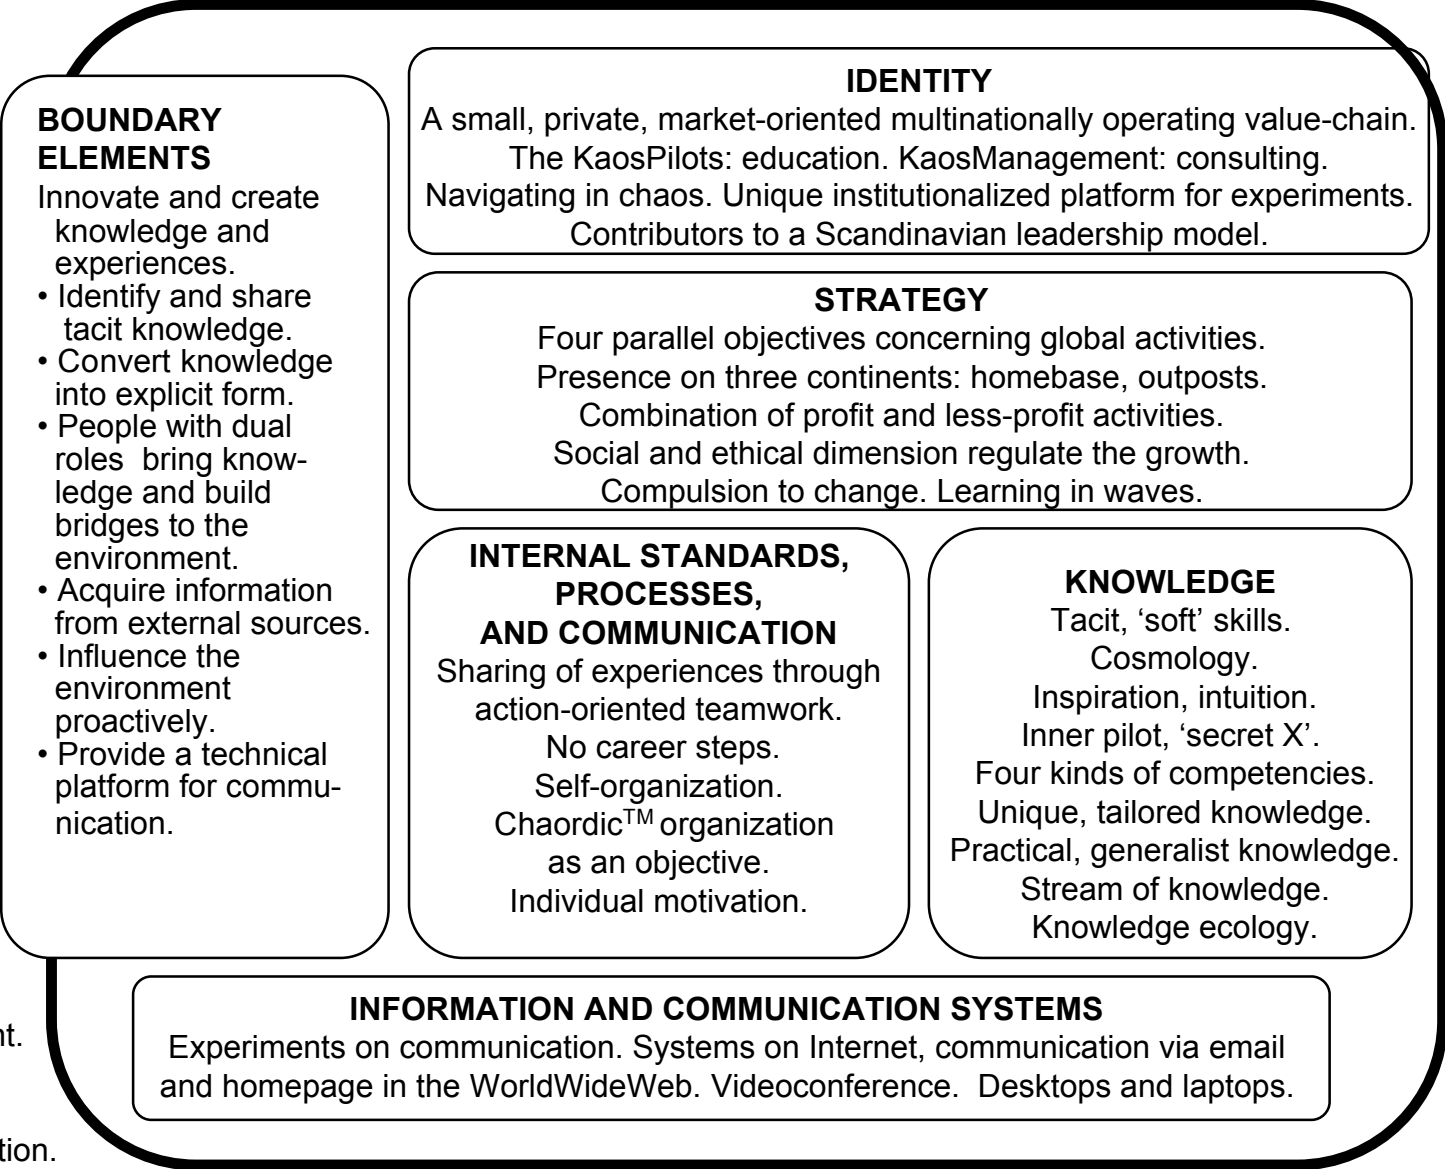 BOUNDARY
ELEMENTS
Innovate and create
knowledge and
experiences.
• Identify and share
tacit knowledge.
• Convert knowledge
into explicit form.
• People with dual
roles  bring know-
ledge and build
bridges to the
environment.
• Acquire information
from external sources.
• Influence the
environment
proactively.
• Provide a technical
platform for commu-
nication.
IDENTITY
A small, private, market-oriented multinationally operating value-chain.
The KaosPilots: education. KaosManagement: consulting.
Navigating in chaos. Unique institutionalized platform for experiments.
Contributors to a Scandinavian leadership model.
STRATEGY
Four parallel objectives concerning global activities.
Presence on three continents: homebase, outposts.
Combination of profit and less-profit activities.
Social and ethical dimension regulate the growth.
Compulsion to change. Learning in waves.
INTERNAL STANDARDS,
PROCESSES,
AND COMMUNICATION
Sharing of experiences through
action-oriented teamwork.
No career steps.
Self-organization.
Chaordic™ organization
as an objective.
Individual motivation.
KNOWLEDGE
Tacit, ‘soft’ skills.
Cosmology.
Inspiration, intuition.
Inner pilot, ‘secret X’.
Four kinds of competencies.
Unique, tailored knowledge.
Practical, generalist knowledge.
Stream of knowledge.
Knowledge ecology.
INFORMATION AND COMMUNICATION SYSTEMS
Experiments on communication. Systems on Internet, communication via email
and homepage in the WorldWideWeb. Videoconference.  Desktops and laptops.